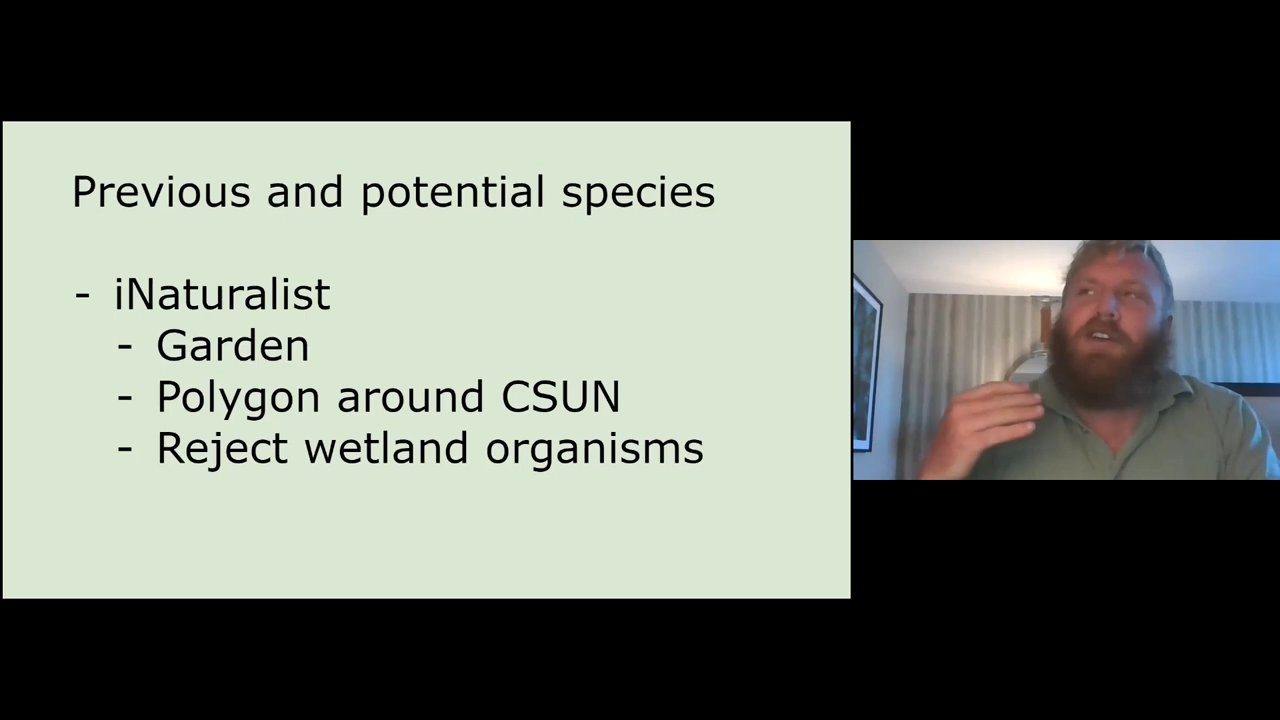 Previous and potential species
- iNaturalist
- Garden
- Polygon around CSUN
- Reject wetland organisms